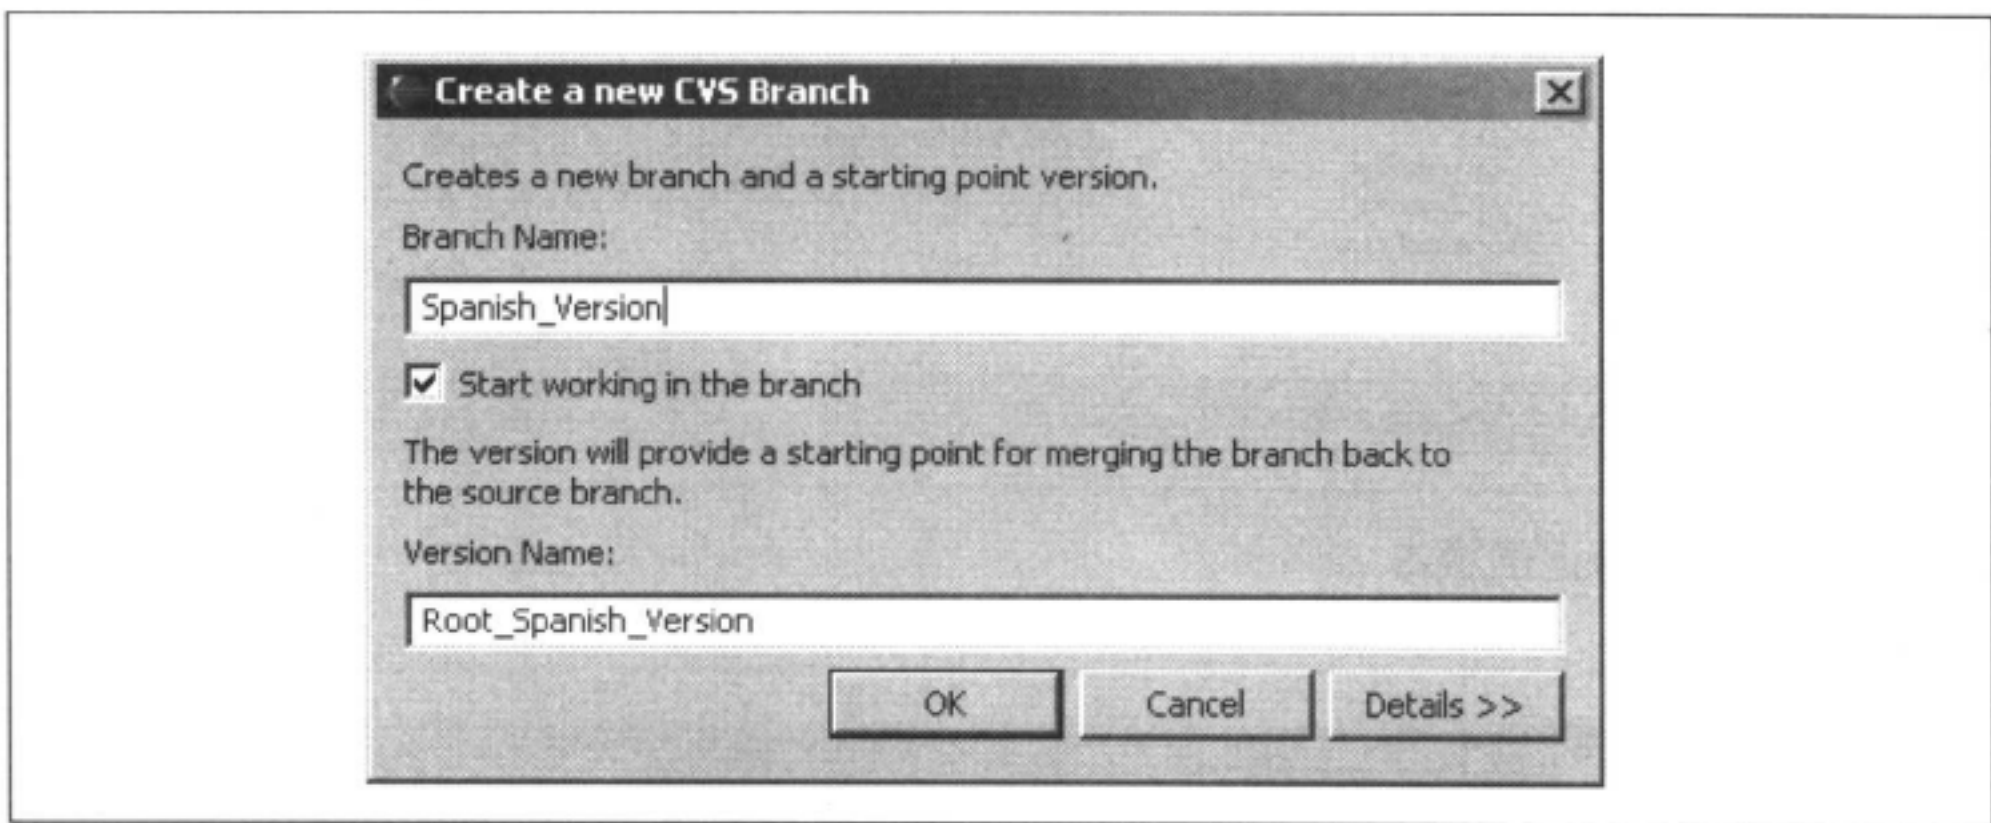 Create a new CVS Branch
Creates a new branch and a starting point version.
Branch Name:
Spanish_Version
Start working in the branch
The version will provide a starting point for merging the branch back to
the source branch.
Version Name:
Root_Spanish_Version
OK Cancel Details >>